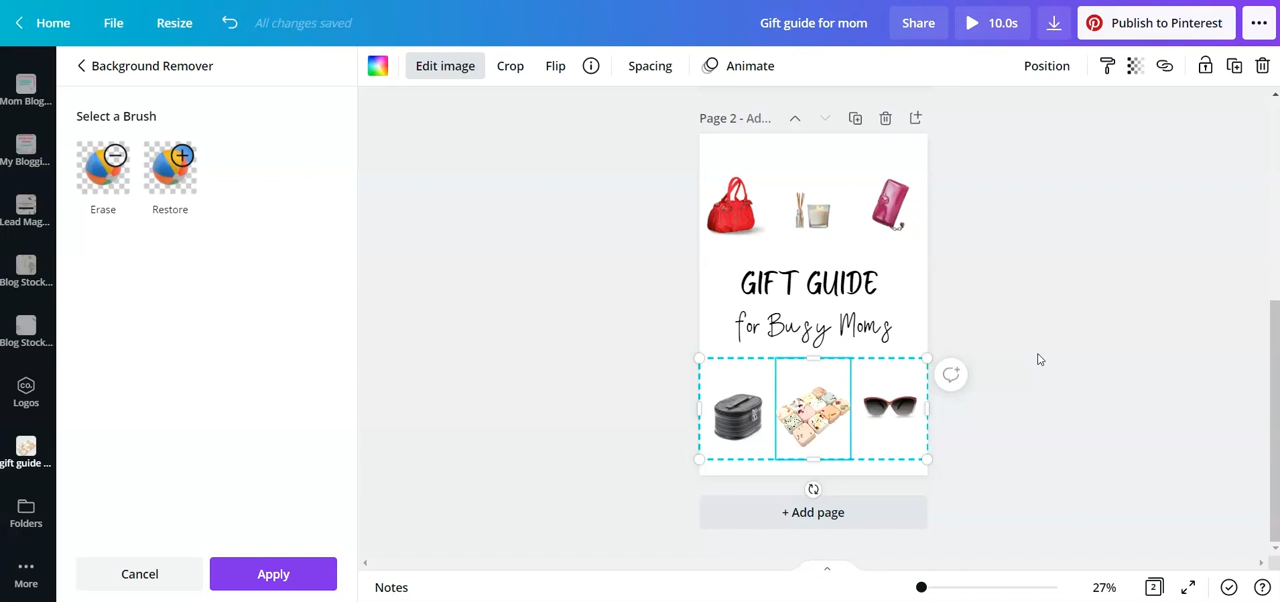 Home File Resize All changes saved Gift guide for mom Share 10.0s Publish to Pinterest
Background Remover Edit image Crop Flip Spacing Animate Position
Select a Brush
Erase Restore
Mom Blog...
My Bloggi...
Lead Mag...
Blog Stock...
Blog Stock...
CO.
Logos
gift guide ...
Folders
More
Page 2 - Ad...
GIFT GUIDE
for Busy Moms
+ Add page
Cancel Apply
Notes 27% 2